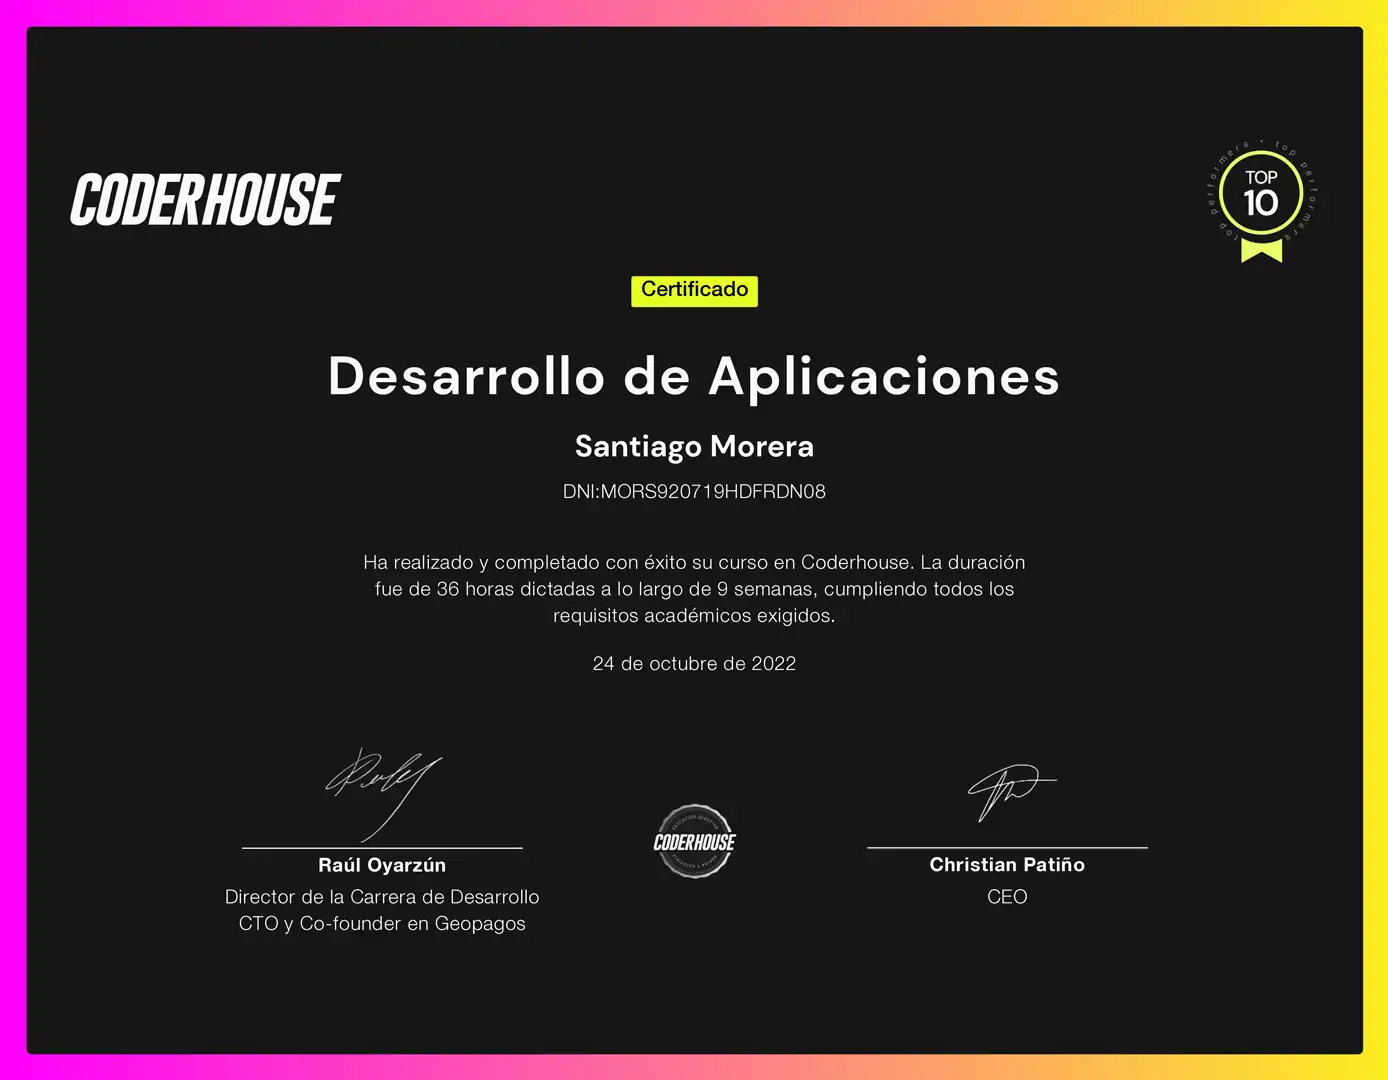 CODERHOUSE
top performers • top performers
TOP
10
Certificado
Desarrollo de Aplicaciones
Santiago Morera
DNI:MORS920719HDFRDN08
Ha realizado y completado con éxito su curso en Coderhouse. La duración
fue de 36 horas dictadas a lo largo de 9 semanas, cumpliendo todos los
requisitos académicos exigidos.
24 de octubre de 2022
CODERHOUSE
Raúl Oyarzún
Director de la Carrera de Desarrollo
CTO y Co-founder en Geopagos
Christian Patiño
CEO